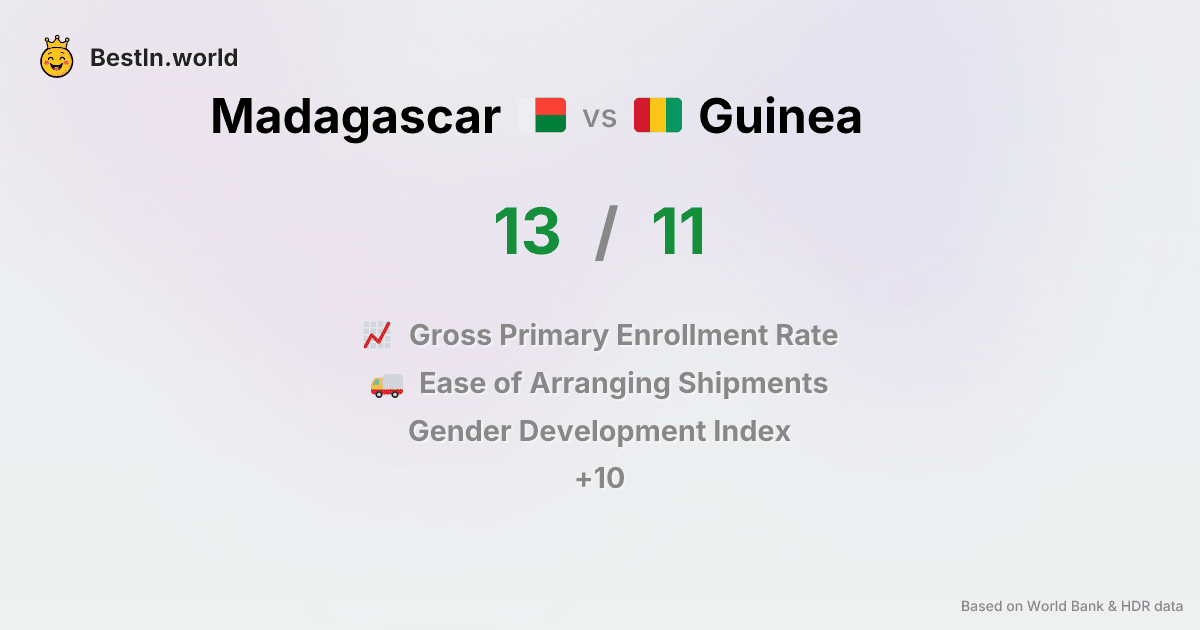 BestIn.world
Madagascar vs Guinea
13 / 11
Gross Primary Enrollment Rate
Ease of Arranging Shipments
Gender Development Index
+10
Based on World Bank & HDR data